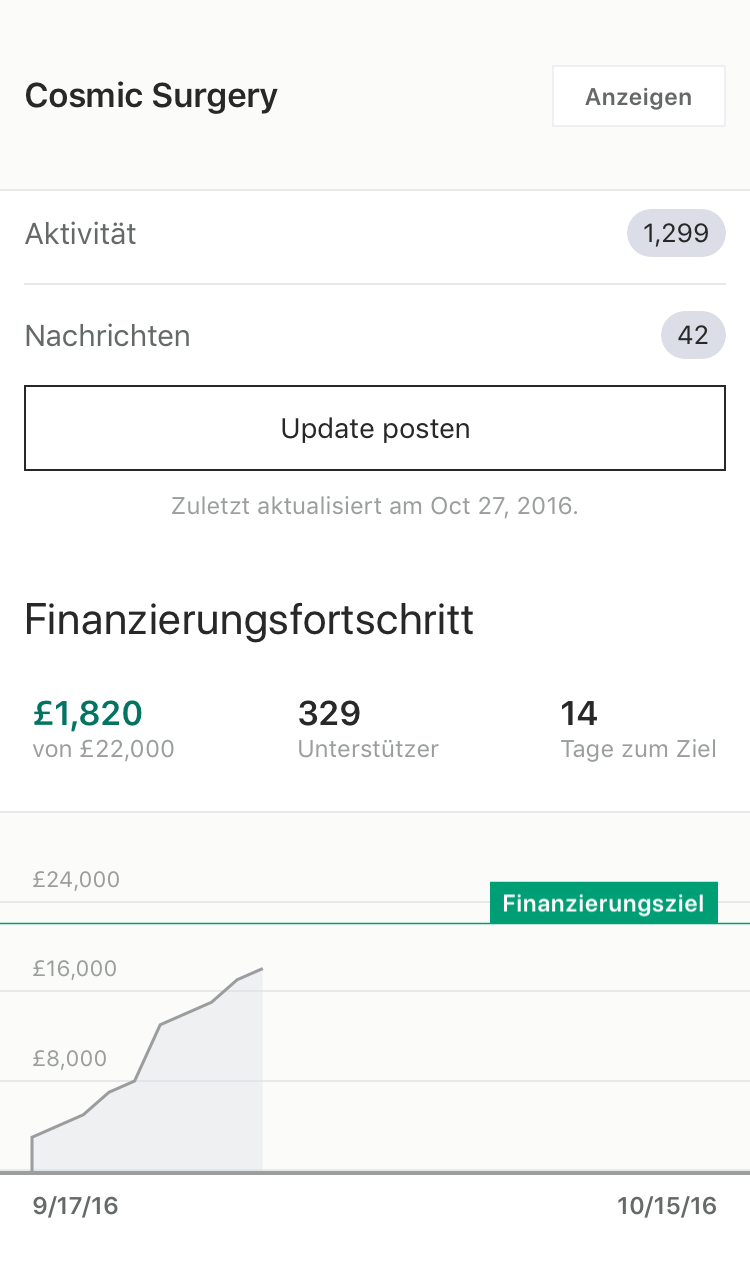 Cosmic Surgery
Anzeigen
Aktivität
1,299
Nachrichten
42
Update posten
Zuletzt aktualisiert am Oct 27, 2016.
Finanzierungsfortschritt
£1,820
von £22,000
329
Unterstützer
14
Tage zum Ziel
£24,000
Finanzierungsziel
£16,000
£8,000
9/17/16
10/15/16